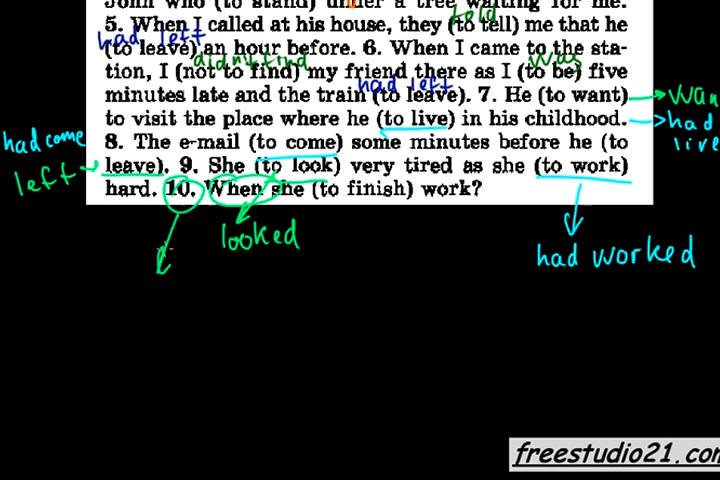 John who (to stand) under a tree waiting for me.
told
5. When I called at his house, they (to tell) me that he
had left
(to leave) an hour before. 6. When I came to the sta-
didn't find was
tion, I (not to find) my friend there as I (to be) five
had left
minutes late and the train (to leave). 7. He (to want)
wan
to visit the place where he (to live) in his childhood.
had
live
had come
8. The e-mail (to come) some minutes before he (to
left
leave). 9. She (to look) very tired as she (to work)
hard. 10. When she (to finish) work?
looked
had worked
freestudio21.com